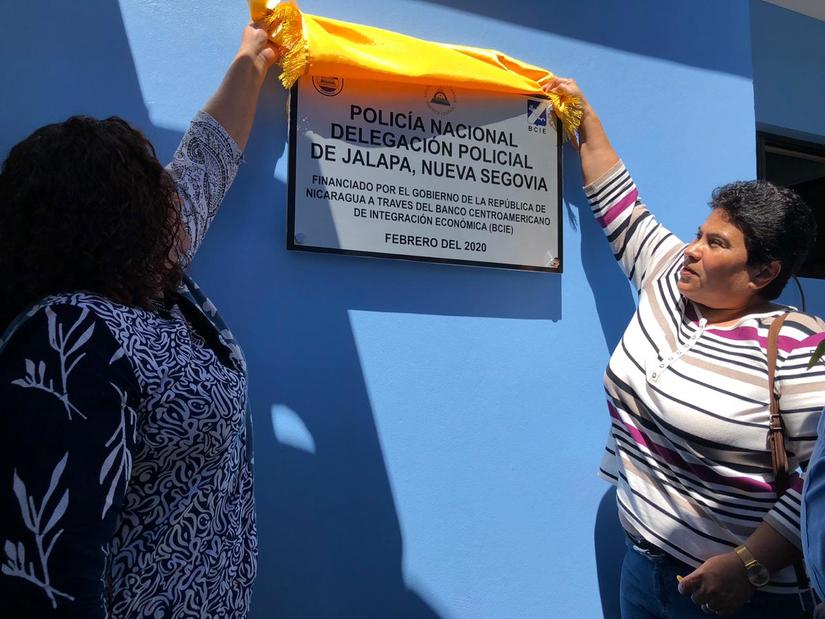 BCIE
POLICÍA NACIONAL
DELEGACIÓN POLICIAL
DE JALAPA, NUEVA SEGOVIA
FINANCIADO POR EL GOBIERNO DE LA REPÚBLICA DE
NICARAGUA A TRAVES DEL BANCO CENTROAMERICANO
DE INTEGRACIÓN ECONÓMICA (BCIE)
FEBRERO DEL 2020